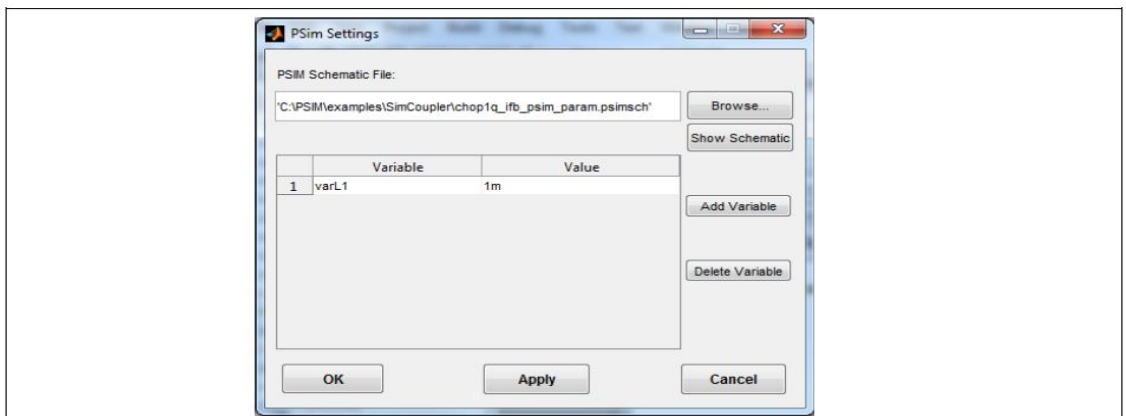 PSim Settings
PSIM Schematic File:
'C:\PSIM\examples\SimCoupler\chop1q_ifb_psim_param.psimsch'
Browse...
Show Schematic
Variable Value
1 varL1 1m
Add Variable
Delete Variable
OK Apply Cancel